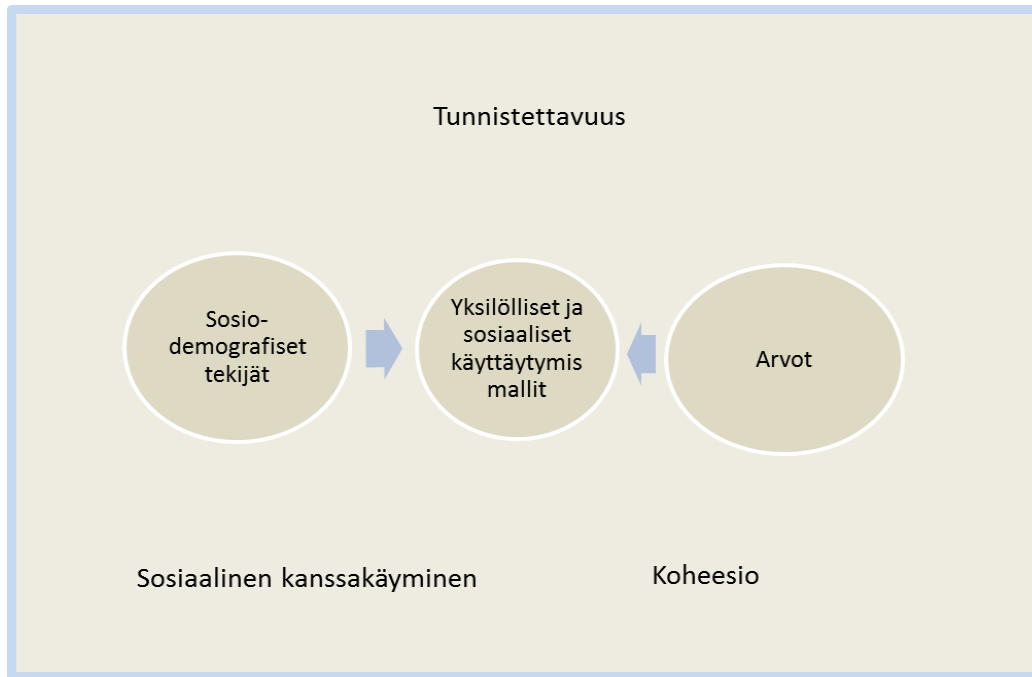 Tunnistettavuus
Sosio-
demografiset
tekijät
Yksilölliset ja
sosiaaliset
käyttäytymis
mallit
Arvot
Sosiaalinen kanssakäyminen
Koheesio